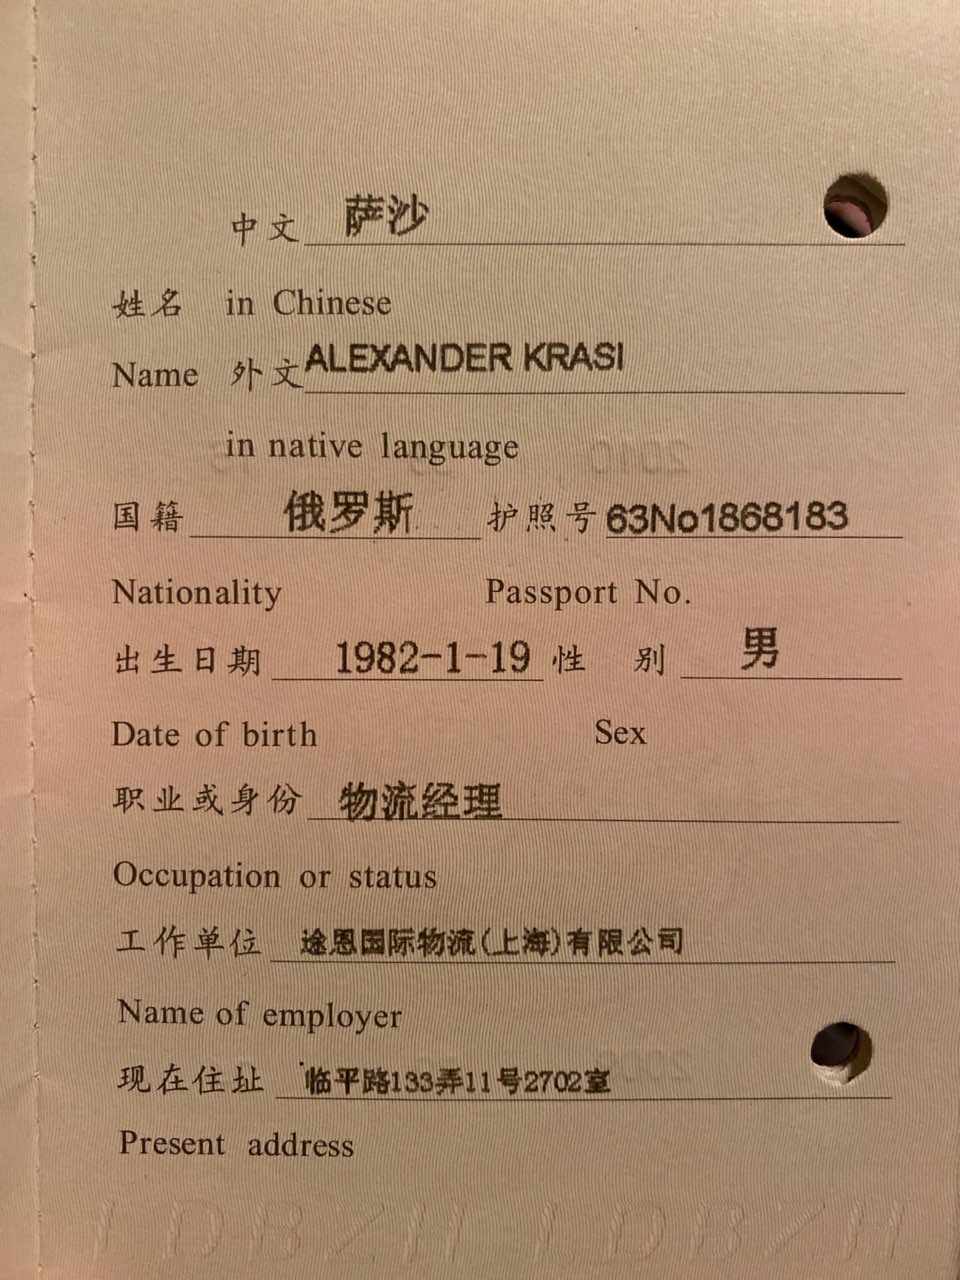 中文 萨沙
姓名 in Chinese
Name 外文 ALEXANDER KRASI
in native language
国籍 俄罗斯 护照号 63No1868183
Nationality Passport No.
出生日期 1982-1-19 性 别 男
Date of birth Sex
职业或身份 物流经理
Occupation or status
工作单位 途恩国际物流(上海)有限公司
Name of employer
现在住址 临平路133弄11号2702室
Present address
LDBZH LDBZH